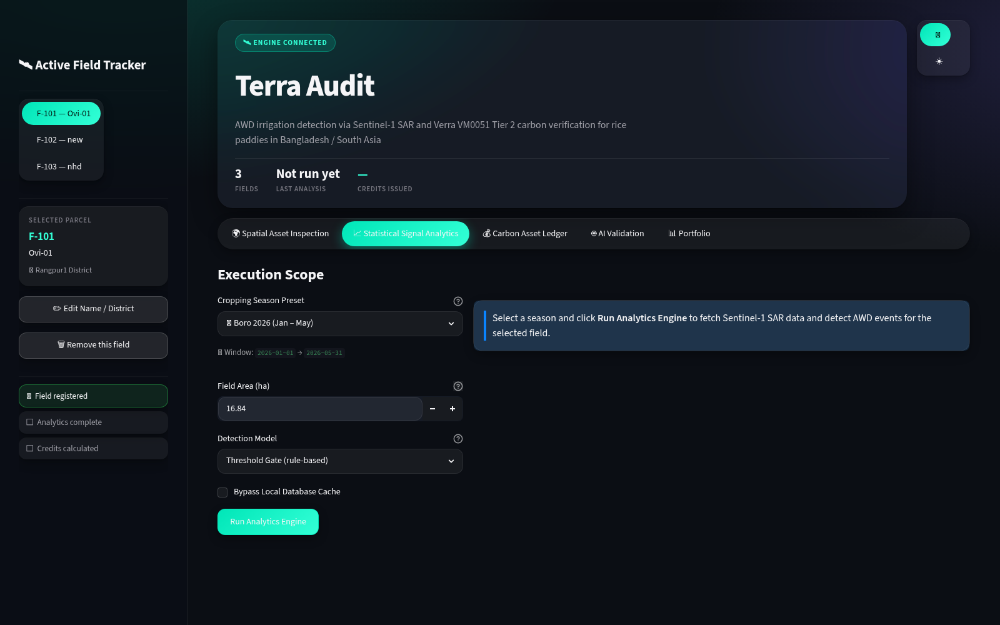 Active Field Tracker
F-101 — Ovi-01
F-102 — new
F-103 — nhd
SELECTED PARCEL
F-101
Ovi-01
Rangpur1 District
✏ Edit Name / District
🗑 Remove this field
Field registered
☐ Analytics complete
☐ Credits calculated
🛰 ENGINE CONNECTED
Terra Audit
AWD irrigation detection via Sentinel-1 SAR and Verra VM0051 Tier 2 carbon verification for rice
paddies in Bangladesh / South Asia
3
FIELDS
Not run yet
LAST ANALYSIS
—
CREDITS ISSUED
☀
🌍 Spatial Asset Inspection
📈 Statistical Signal Analytics
💰 Carbon Asset Ledger
AI Validation
📊 Portfolio
Execution Scope
Cropping Season Preset
Boro 2026 (Jan – May)
Window: 2026-01-01 → 2026-05-31
Field Area (ha)
16.84
Detection Model
Threshold Gate (rule-based)
Bypass Local Database Cache
Run Analytics Engine
Select a season and click Run Analytics Engine to fetch Sentinel-1 SAR data and detect AWD events for the
selected field.